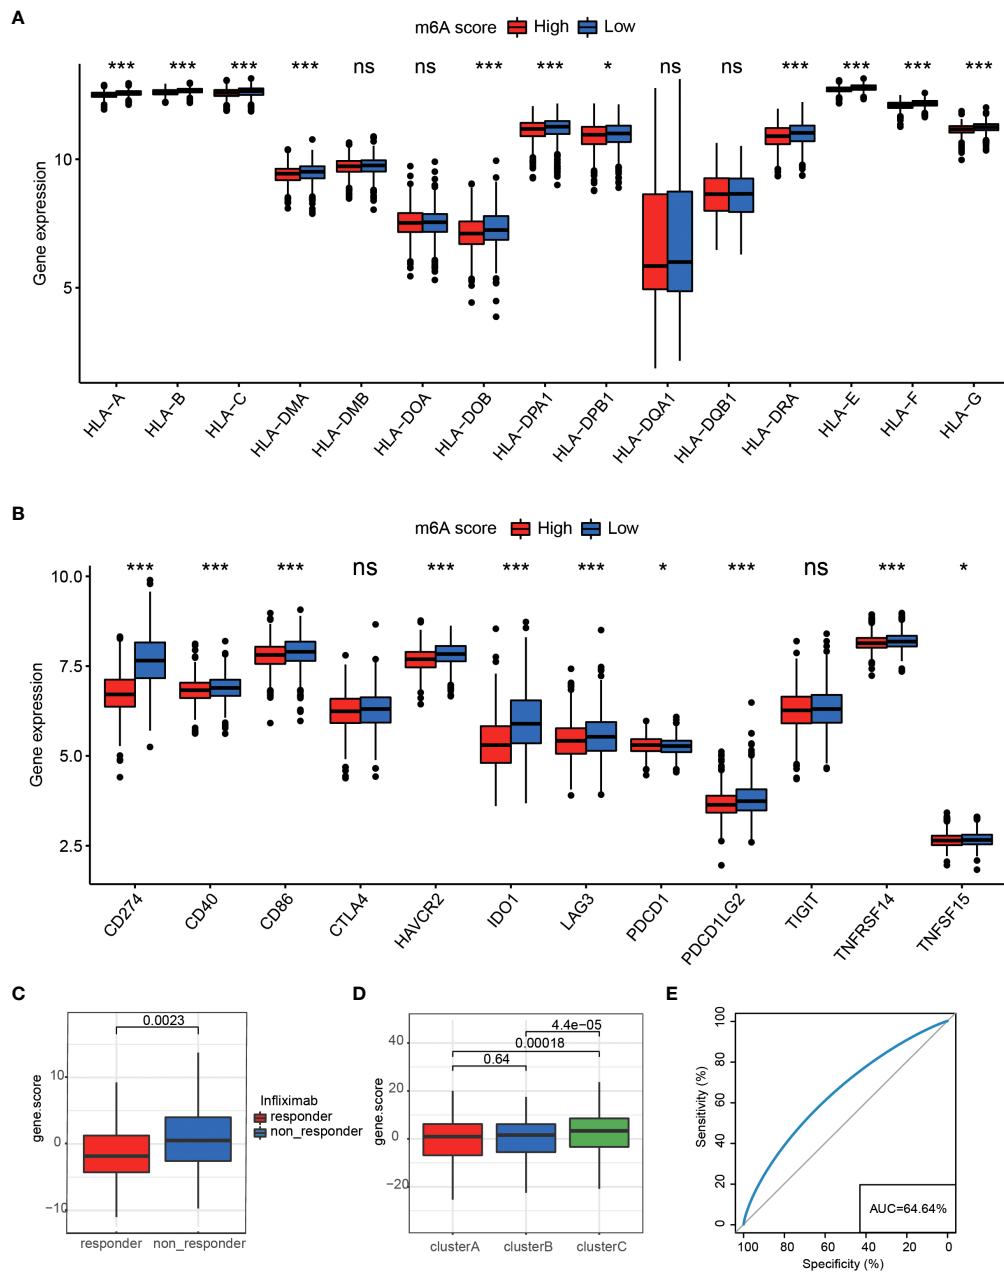 A
m6A score High Low
*** *** *** *** ns ns *** *** * ns ns *** *** *** ***
Gene expression
10
5
HLA−A HLA−B HLA−C HLA−DMA HLA−DMB HLA−DOA HLA−DOB HLA−DPA1 HLA−DPB1 HLA−DQA1 HLA−DQB1 HLA−DRA HLA−E HLA−F HLA−G
B
m6A score High Low
*** *** *** ns *** *** *** * *** ns *** *
Gene expression
10.0
7.5
5.0
2.5
CD274 CD40 CD86 CTLA4 HAVCR2 IDO1 LAG3 PDCD1 PDCD1LG2 TIGIT TNFRSF14 TNFSF15
C
0.0023
gene.score
10
0
−10
responder non_responder
Infliximab
responder
non_responder
D
4.4e−05
0.00018
0.64
gene.score
40
20
0
−20
clusterA clusterB clusterC
E
Sensitivity (%)
100
80
60
40
20
0
AUC=64.64%
100 80 60 40 20 0
Specificity (%)